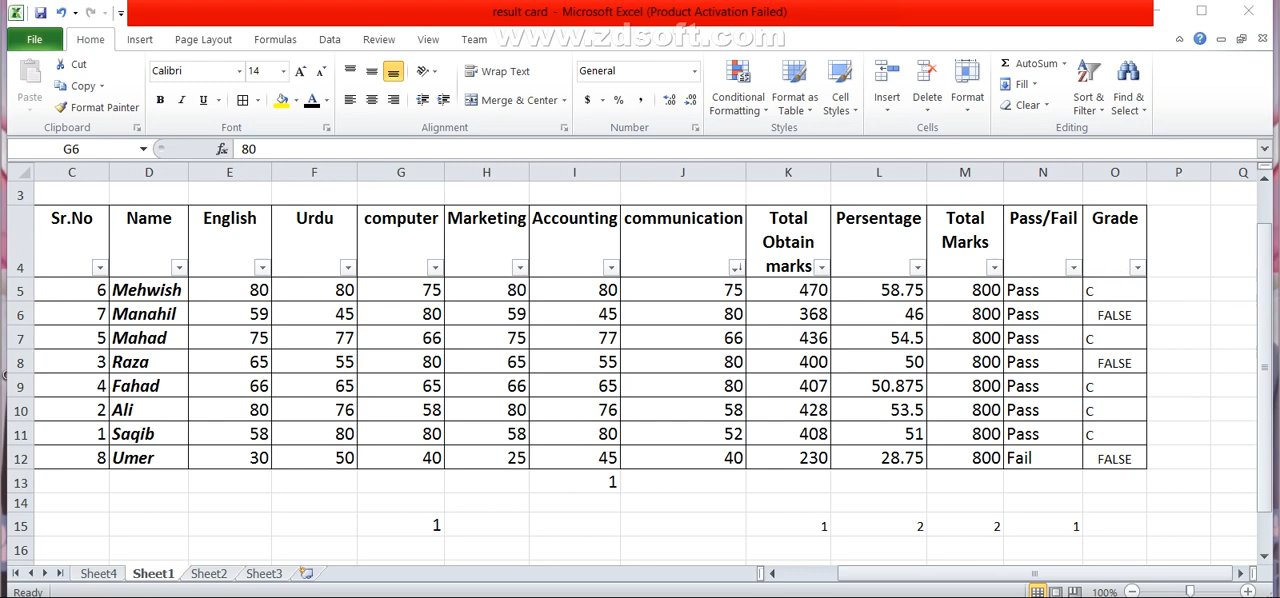 result card - Microsoft Excel (Product Activation Failed)
www.zdsoft.com
File Home Insert Page Layout Formulas Data Review View Team
Paste Cut Calibri 14 Wrap Text General Conditional Formatting Format as Table Cell Styles Insert Delete Format AutoSum Sort & Filter Find & Select
Copy Fill
Format Painter B I U Merge & Center $ % , Clear
Clipboard Font Alignment Number Styles Cells Editing
G6 fx 80
C D E F G H I J K L M N O P Q
3
4 Sr.No Name English Urdu computer Marketing Accounting communication Total Obtain marks Persentage Total Marks Pass/Fail Grade
5 6 Mehwish 80 80 75 80 80 75 470 58.75 800 Pass C
6 7 Manahil 59 45 80 59 45 80 368 46 800 Pass FALSE
7 5 Mahad 75 77 66 75 77 66 436 54.5 800 Pass C
8 3 Raza 65 55 80 65 55 80 400 50 800 Pass FALSE
9 4 Fahad 66 65 65 66 65 80 407 50.875 800 Pass C
10 2 Ali 80 76 58 80 76 58 428 53.5 800 Pass C
11 1 Saqib 58 80 80 58 80 52 408 51 800 Pass C
12 8 Umer 30 50 40 25 45 40 230 28.75 800 Fail FALSE
13 1
14
15 1 1 2 2 1
16
Sheet4 Sheet1 Sheet2 Sheet3
Ready 100%